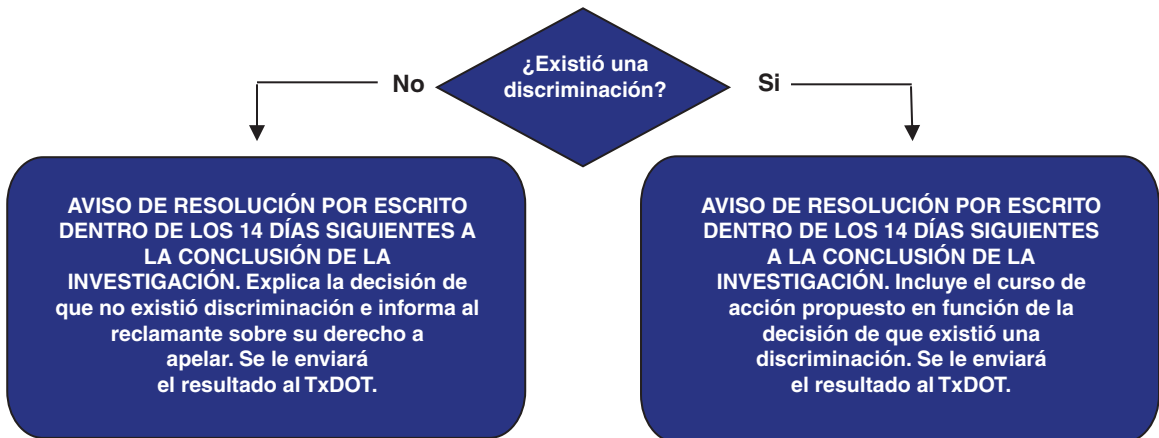 ¿Existió una
discriminación?
No
Si
AVISO DE RESOLUCIÓN POR ESCRITO
DENTRO DE LOS 14 DÍAS SIGUIENTES A
LA CONCLUSIÓN DE LA
INVESTIGACIÓN. Explica la decisión de
que no existió discriminación e informa al
reclamante sobre su derecho a
apelar. Se le enviará
el resultado al TxDOT.
AVISO DE RESOLUCIÓN POR ESCRITO
DENTRO DE LOS 14 DÍAS SIGUIENTES
A LA CONCLUSIÓN DE LA
INVESTIGACIÓN. Incluye el curso de
acción propuesto en función de la
decisión de que existió una
discriminación. Se le enviará
el resultado al TxDOT.